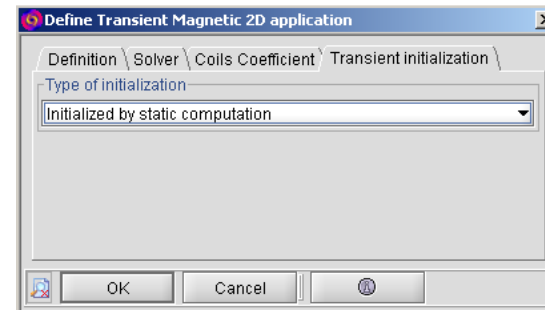 Define Transient Magnetic 2D application
Definition Solver Coils Coefficient Transient initialization
Type of initialization
Initialized by static computation
OK Cancel